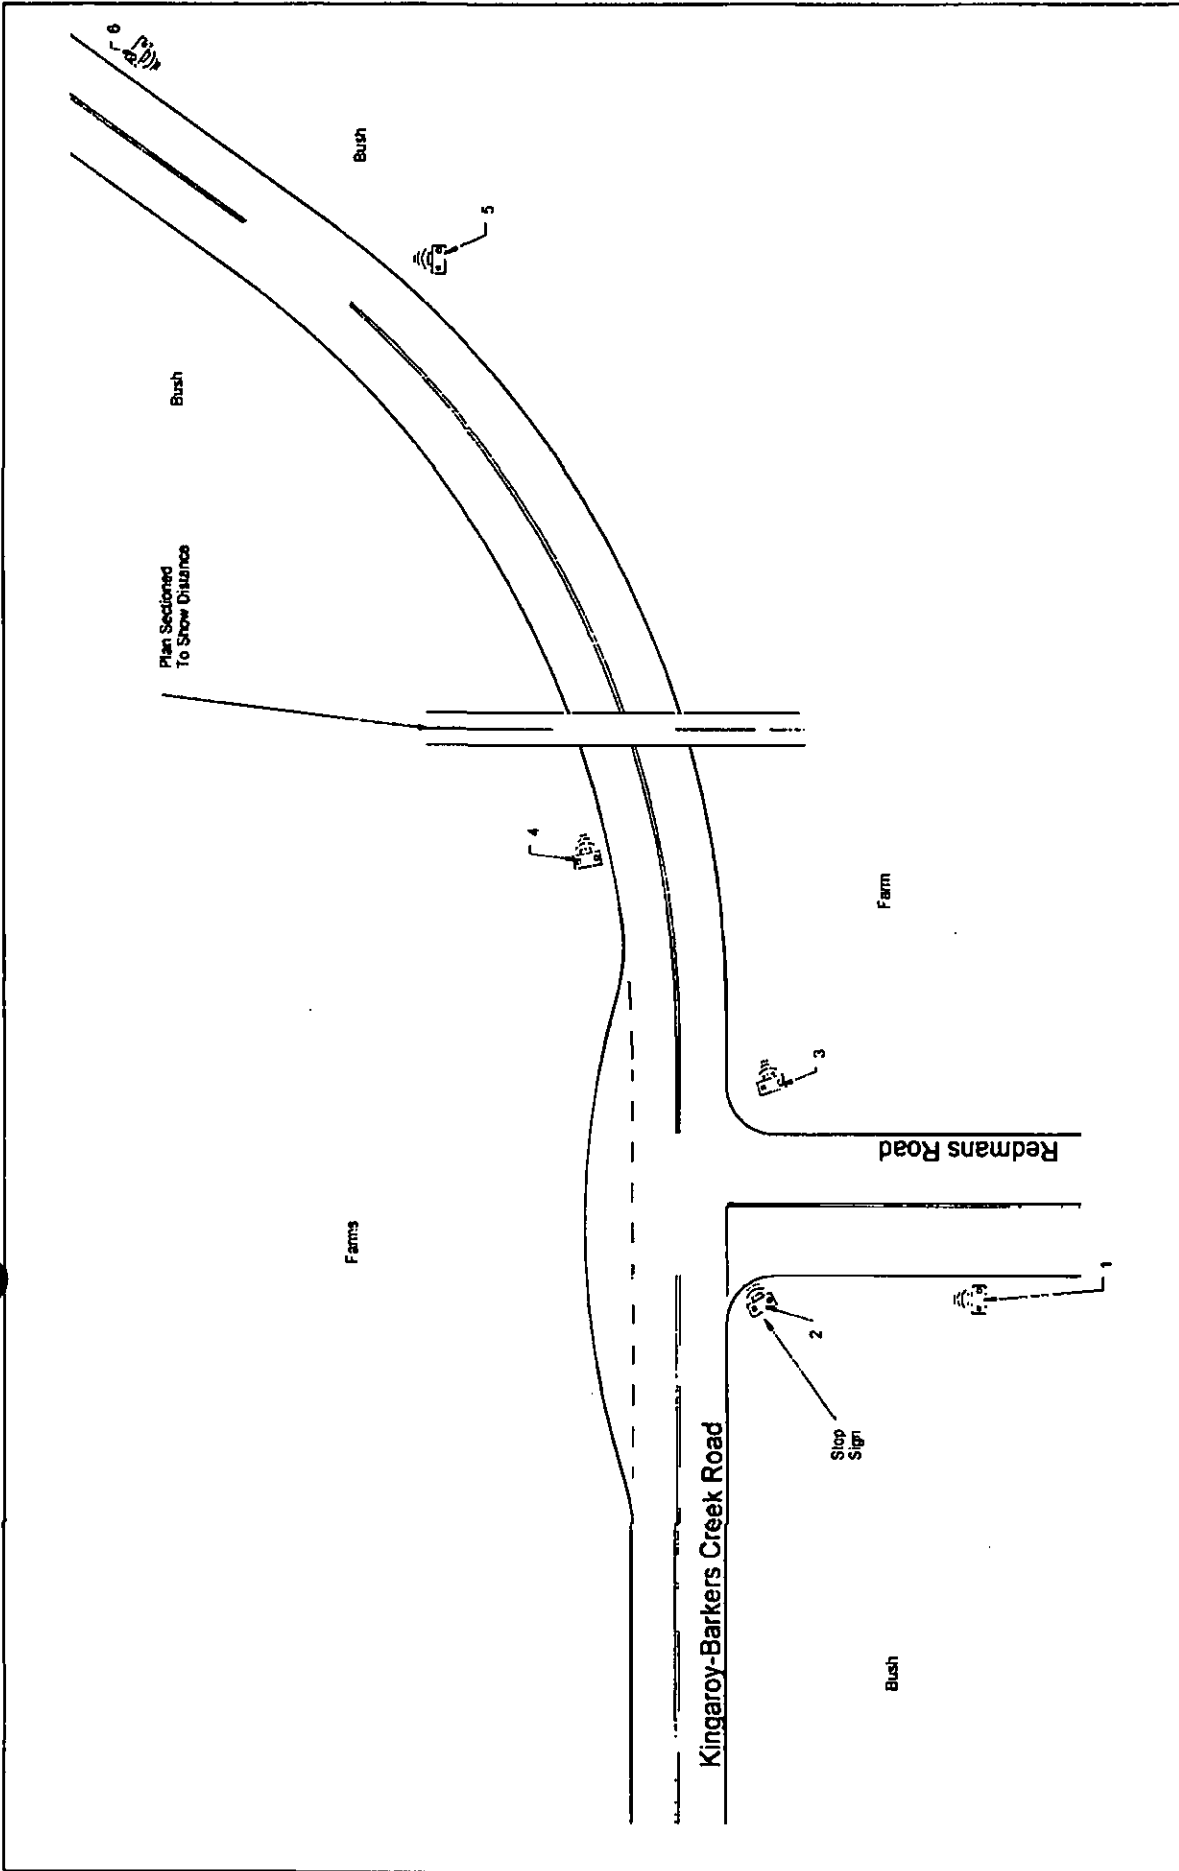 6
Bush
5
Bush
Plan Sectioned
To Show Distance
4
Farm
3
Redmans Road
Farms
1
2
Stop
Sign
Kingaroy-Barkers Creek Road
Bush